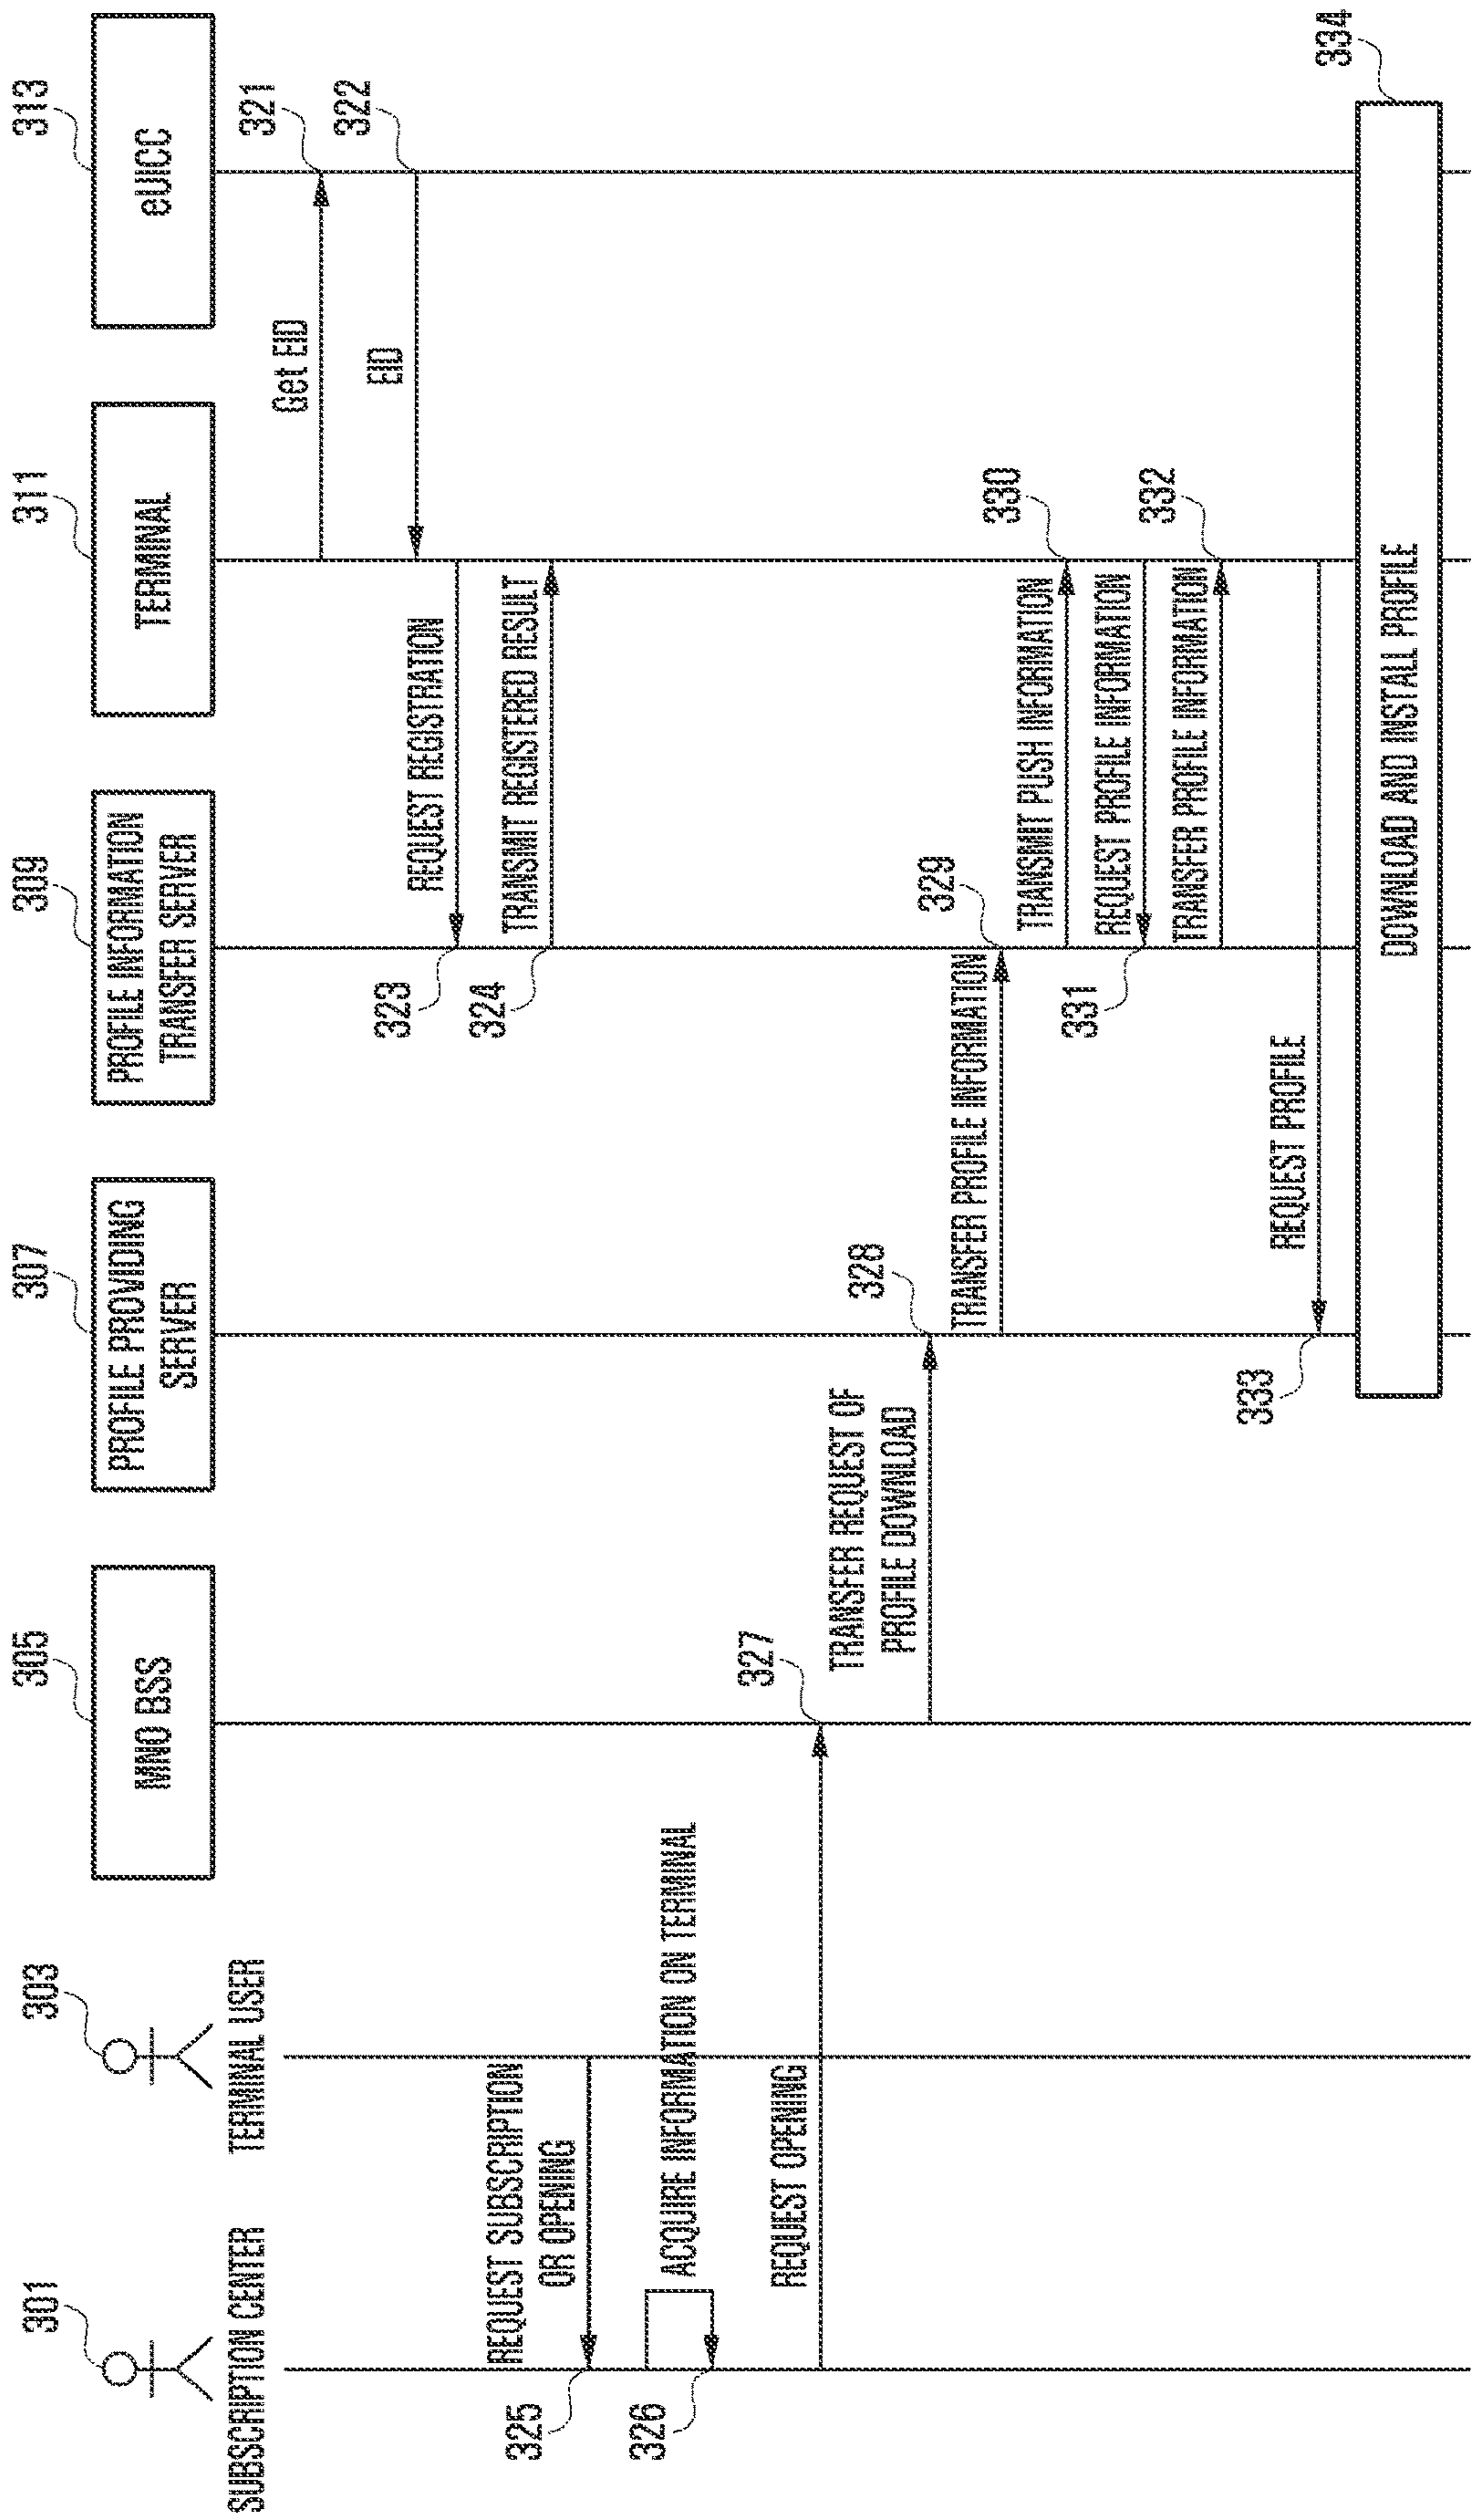 301
SUBSCRIPTION CENTER
303
TERMINAL USER
305
MNO BSS
307
PROFILE PROVIDING
SERVER
309
PROFILE INFORMATION
TRANSFER SERVER
311
TERMINAL
313
eUICC
Get EID
321
EID
322
REQUEST REGISTRATION
323
TRANSMIT REGISTERED RESULT
324
REQUEST SUBSCRIPTION
OR OPENING
325
ACQUIRE INFORMATION ON TERMINAL
326
REQUEST OPENING
327
TRANSFER REQUEST OF
PROFILE DOWNLOAD
328
TRANSFER PROFILE INFORMATION
329
TRANSMIT PUSH INFORMATION
330
REQUEST PROFILE INFORMATION
331
TRANSFER PROFILE INFORMATION
332
REQUEST PROFILE
333
DOWNLOAD AND INSTALL PROFILE
334